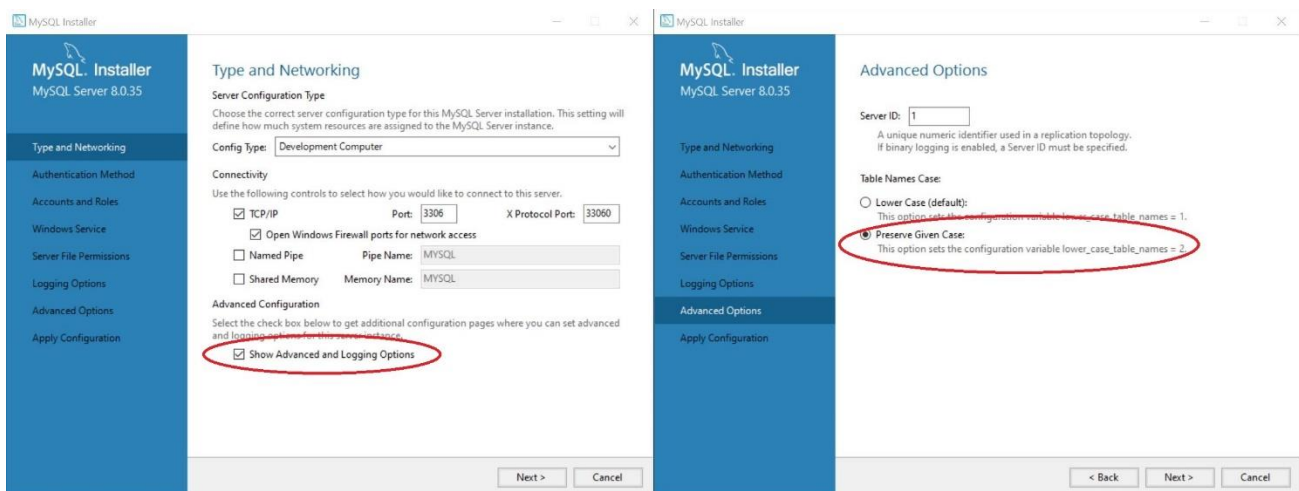 MySQL Installer
MySQL. Installer
MySQL Server 8.0.35
Type and Networking
Authentication Method
Accounts and Roles
Windows Service
Server File Permissions
Logging Options
Advanced Options
Apply Configuration
Type and Networking
Server Configuration Type
Choose the correct server configuration type for this MySQL Server installation. This setting will
define how much system resources are assigned to the MySQL Server instance.
Config Type: Development Computer
Connectivity
Use the following controls to select how you would like to connect to this server.
TCP/IP Port: 3306 X Protocol Port: 33060
Open Windows Firewall ports for network access
Named Pipe Pipe Name: MYSQL
Shared Memory Memory Name: MYSQL
Advanced Configuration
Select the check box below to get additional configuration pages where you can set advanced
and logging options for this server instance.
Show Advanced and Logging Options
Next > Cancel
MySQL Installer
MySQL. Installer
MySQL Server 8.0.35
Type and Networking
Authentication Method
Accounts and Roles
Windows Service
Server File Permissions
Logging Options
Advanced Options
Apply Configuration
Advanced Options
Server ID: 1
A unique numeric identifier used in a replication topology.
If binary logging is enabled, a Server ID must be specified.
Table Names Case:
Lower Case (default):
This option sets the configuration variable lower_case_table_names = 1.
Preserve Given Case:
This option sets the configuration variable lower_case_table_names = 2.
< Back Next > Cancel